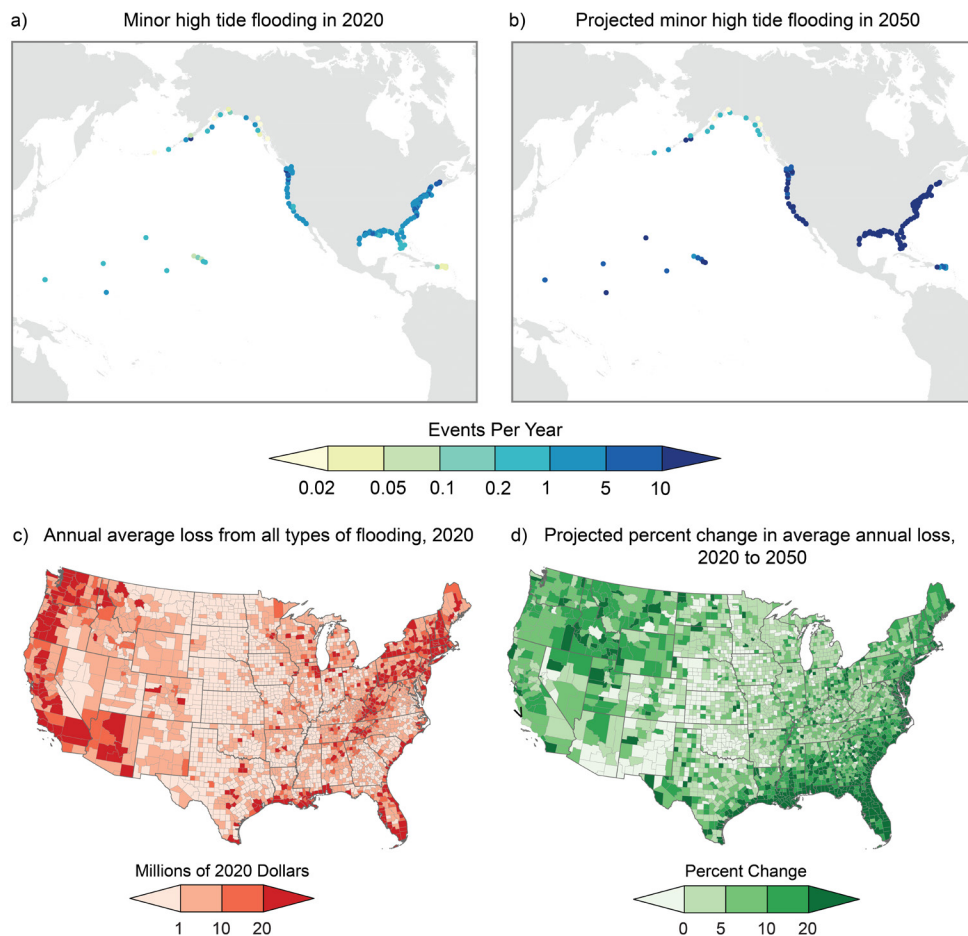 a) Minor high tide flooding in 2020
b) Projected minor high tide flooding in 2050
Events Per Year
0.02 0.05 0.1 0.2 1 5 10
c) Annual average loss from all types of flooding, 2020
d) Projected percent change in average annual loss,
2020 to 2050
Millions of 2020 Dollars
1 10 20
Percent Change
0 5 10 20